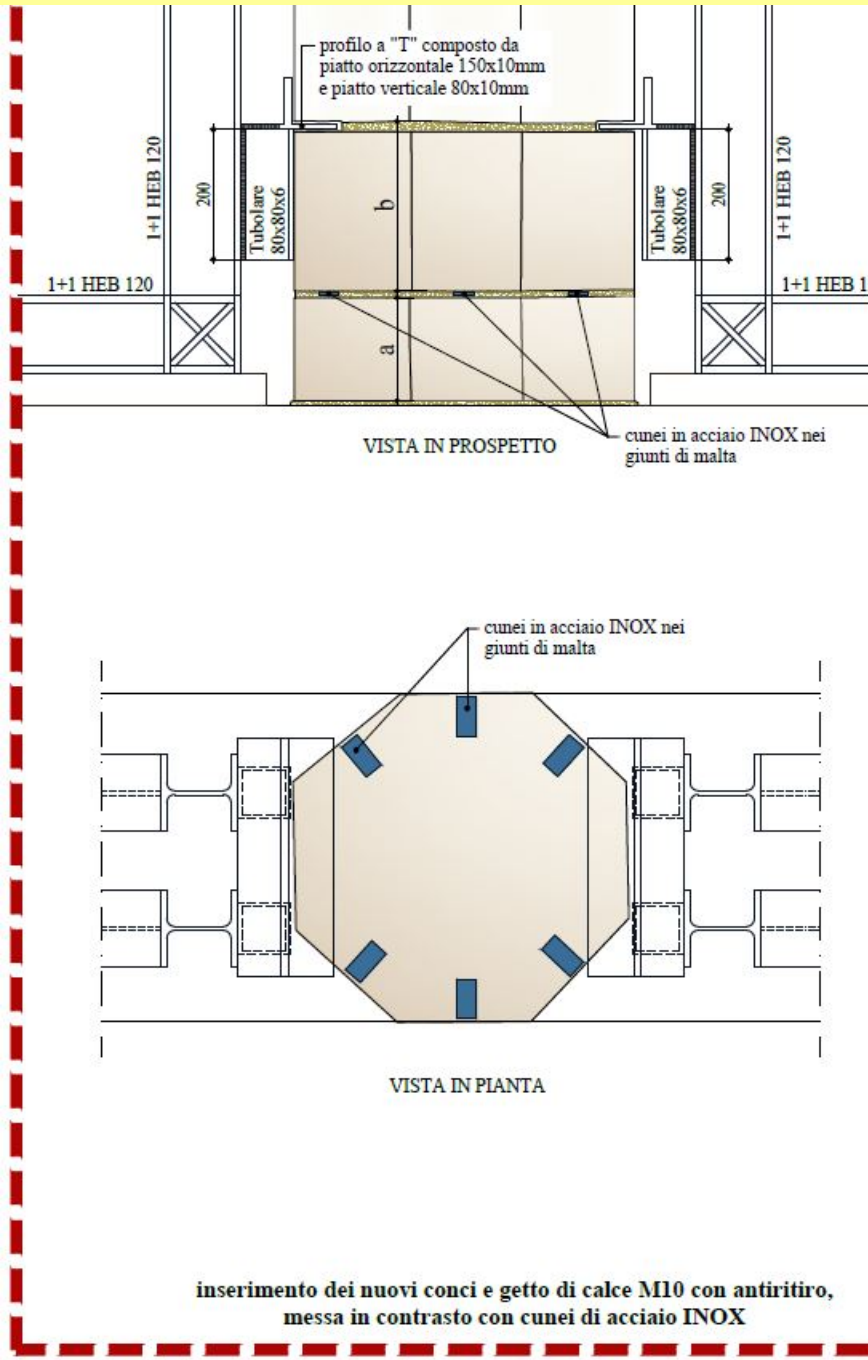 profilo a "T" composto da
piatto orizzontale 150x10mm
e piatto verticale 80x10mm
1+1 HEB 120
200
Tubolare
80x80x6
b
Tubolare
80x80x6
200
1+1 HEB 120
1+1 HEB 120
1+1 HEB 1
a
VISTA IN PROSPETTO
cunei in acciaio INOX nei
giunti di malta
cunei in acciaio INOX nei
giunti di malta
VISTA IN PIANTA
inserimento dei nuovi conci e getto di calce M10 con antiritiro,
messa in contrasto con cunei di acciaio INOX